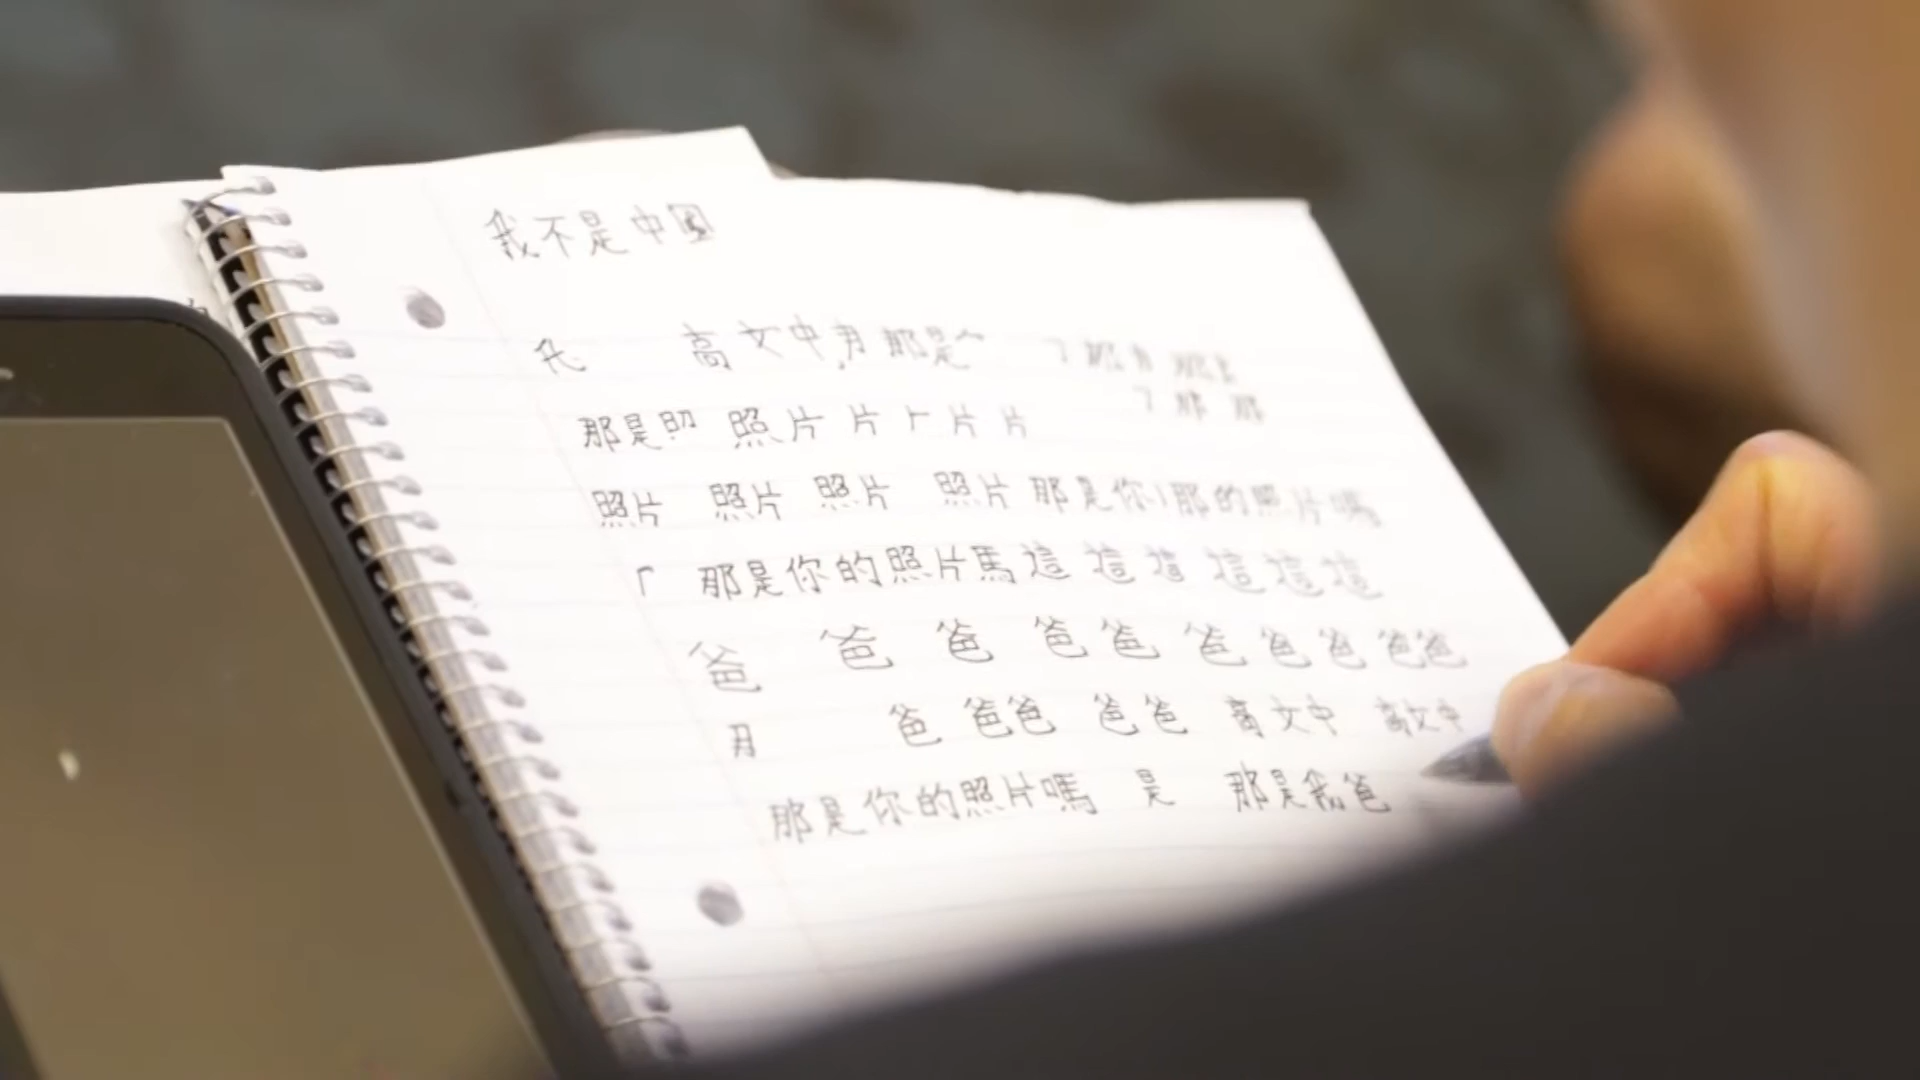 我不是中國
高文中 那是
那是 照片 片 片 片
照片 照片 照片 照片 那是你 那的照片嗎
那是你的照片馬這 這 這 這 這 這
爸 爸 爸 爸 爸 爸 爸 爸 爸爸
月 爸 爸爸 爸爸 高文中 高文中
那是你的照片嗎 是 那是我爸